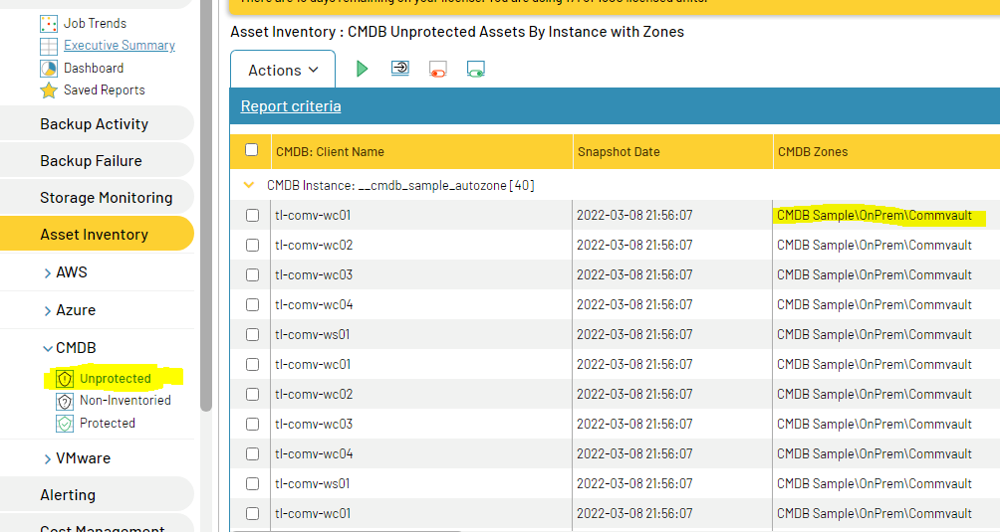 Job Trends
Executive Summary
Dashboard
Saved Reports
Backup Activity
Backup Failure
Storage Monitoring
Asset Inventory
AWS
Azure
CMDB
Unprotected
Non-Inventoried
Protected
VMware
Alerting
Cost Management
Asset Inventory : CMDB Unprotected Assets By Instance with Zones
Actions
Report criteria
CMDB: Client Name Snapshot Date CMDB Zones
CMDB Instance: __cmdb_sample_autozone [40]
tl-comv-wc01 2022-03-08 21:56:07 CMDB Sample\OnPrem\Commvault
tl-comv-wc02 2022-03-08 21:56:07 CMDB Sample\OnPrem\Commvault
tl-comv-wc03 2022-03-08 21:56:07 CMDB Sample\OnPrem\Commvault
tl-comv-wc04 2022-03-08 21:56:07 CMDB Sample\OnPrem\Commvault
tl-comv-ws01 2022-03-08 21:56:07 CMDB Sample\OnPrem\Commvault
tl-comv-wc01 2022-03-08 21:56:07 CMDB Sample\OnPrem\Commvault
tl-comv-wc02 2022-03-08 21:56:07 CMDB Sample\OnPrem\Commvault
tl-comv-wc03 2022-03-08 21:56:07 CMDB Sample\OnPrem\Commvault
tl-comv-wc04 2022-03-08 21:56:07 CMDB Sample\OnPrem\Commvault
tl-comv-ws01 2022-03-08 21:56:07 CMDB Sample\OnPrem\Commvault
tl-comv-wc01 2022-03-08 21:56:07 CMDB Sample\OnPrem\Commvault